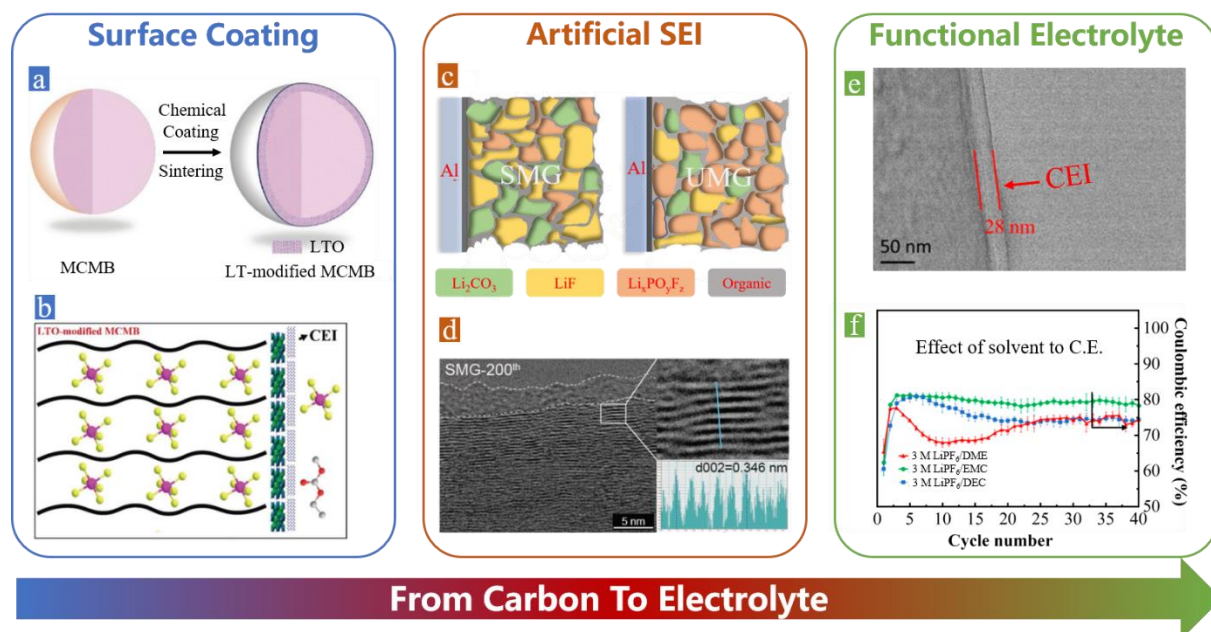 Surface Coating
a
Chemical
Coating
Sintering
MCMB
LTO
LT-modified MCMB
b
LTO-modified MCMB
CEI
Artificial SEI
c
Al
SMG
Al
UMG
Li₂CO₃
LiF
LiₓPOᵧF_z
Organic
d
SMG-200th
d002=0.346 nm
5 nm
Functional Electrolyte
e
CEI
28 nm
50 nm
f
Effect of solvent to C.E.
3 M LiPF₆/DME
3 M LiPF₆/EMC
3 M LiPF₆/DEC
100
90
80
70
60
50
Coulombic efficiency (%)
0 5 10 15 20 25 30 35 40
Cycle number
From Carbon To Electrolyte